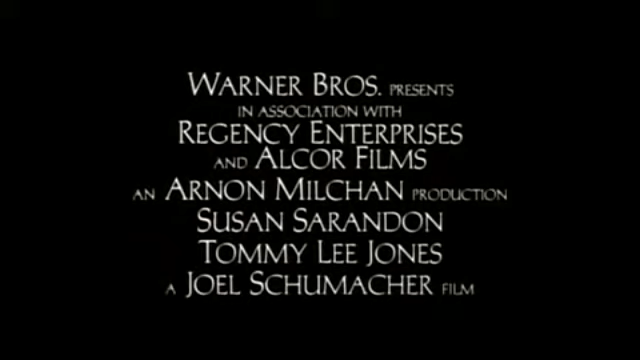 WARNER BROS. PRESENTS
IN ASSOCIATION WITH
REGENCY ENTERPRISES
AND ALCOR FILMS
AN ARNON MILCHAN PRODUCTION
SUSAN SARANDON
TOMMY LEE JONES
A JOEL SCHUMACHER FILM